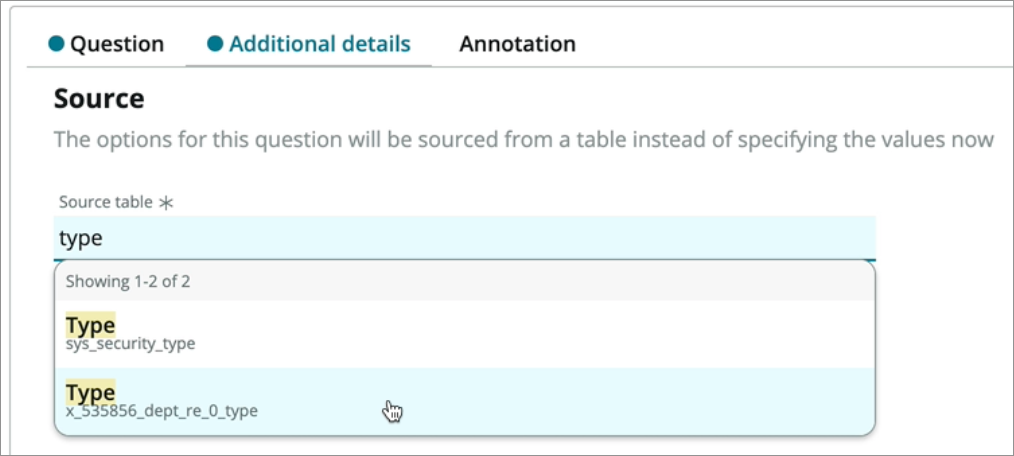 Question Additional details Annotation
Source
The options for this question will be sourced from a table instead of specifying the values now
Source table *
type
Showing 1-2 of 2
Type
sys_security_type
Type
x_535856_dept_re_0_type